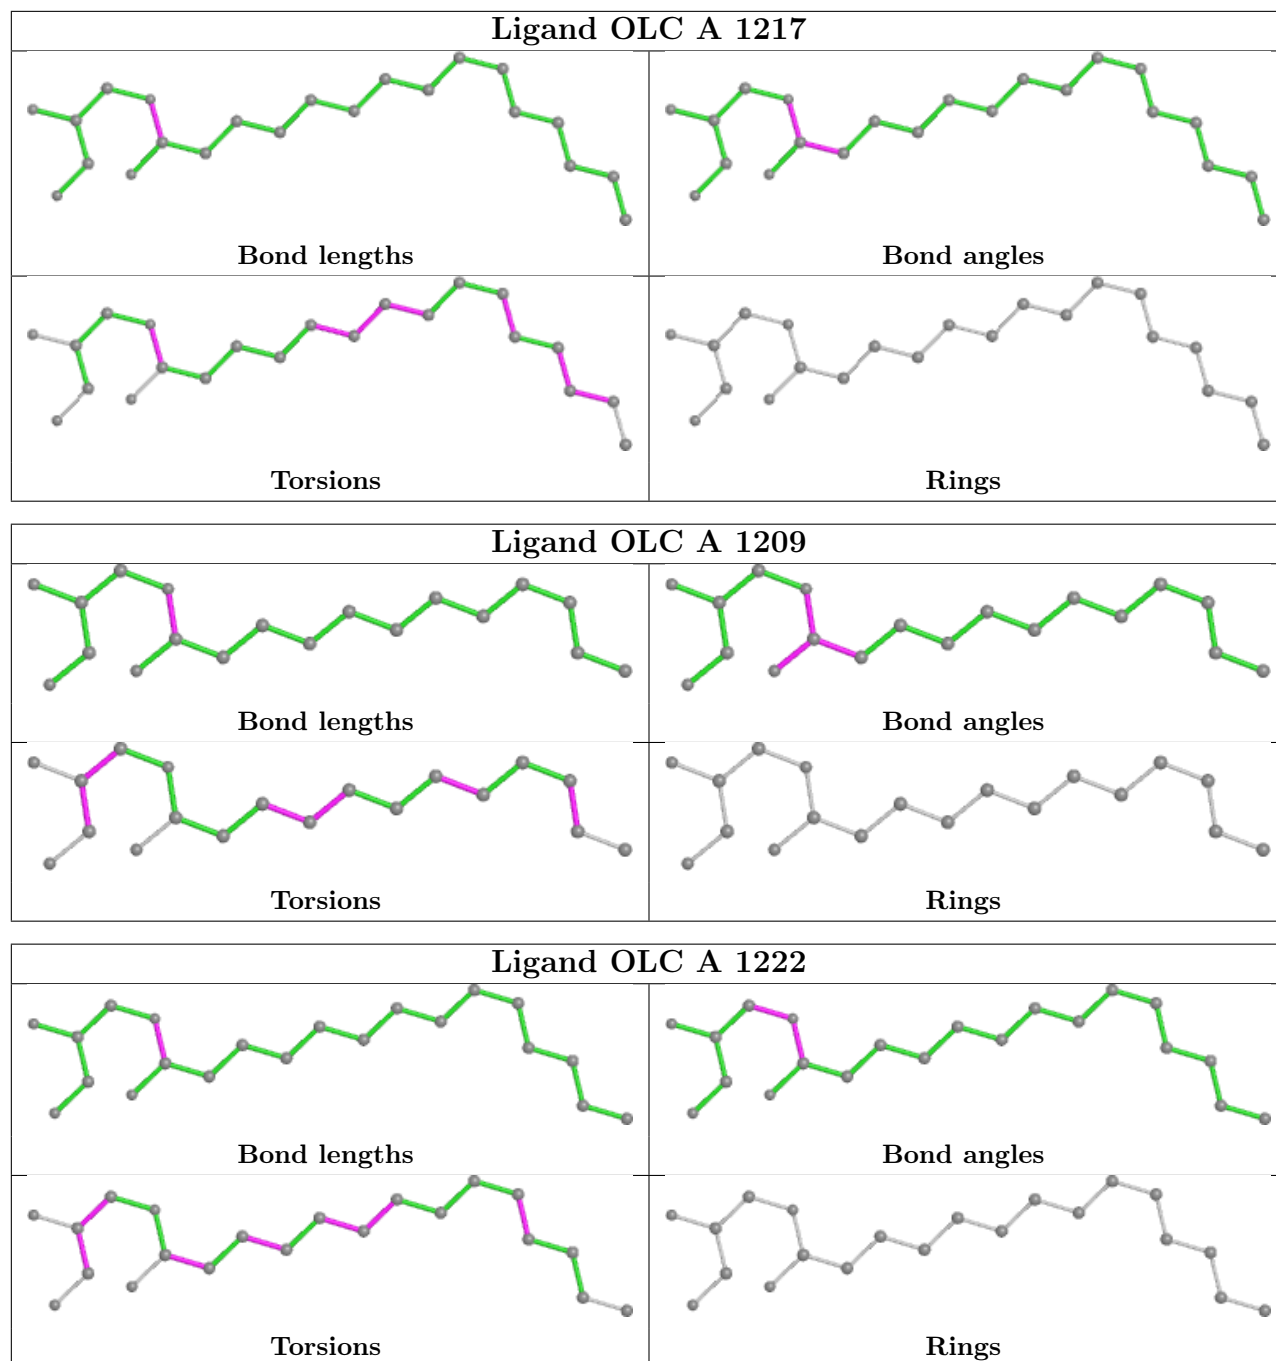 Ligand OLC A 1217
Bond lengths
Bond angles
Torsions
Rings
Ligand OLC A 1209
Bond lengths
Bond angles
Torsions
Rings
Ligand OLC A 1222
Bond lengths
Bond angles
Torsions
Rings